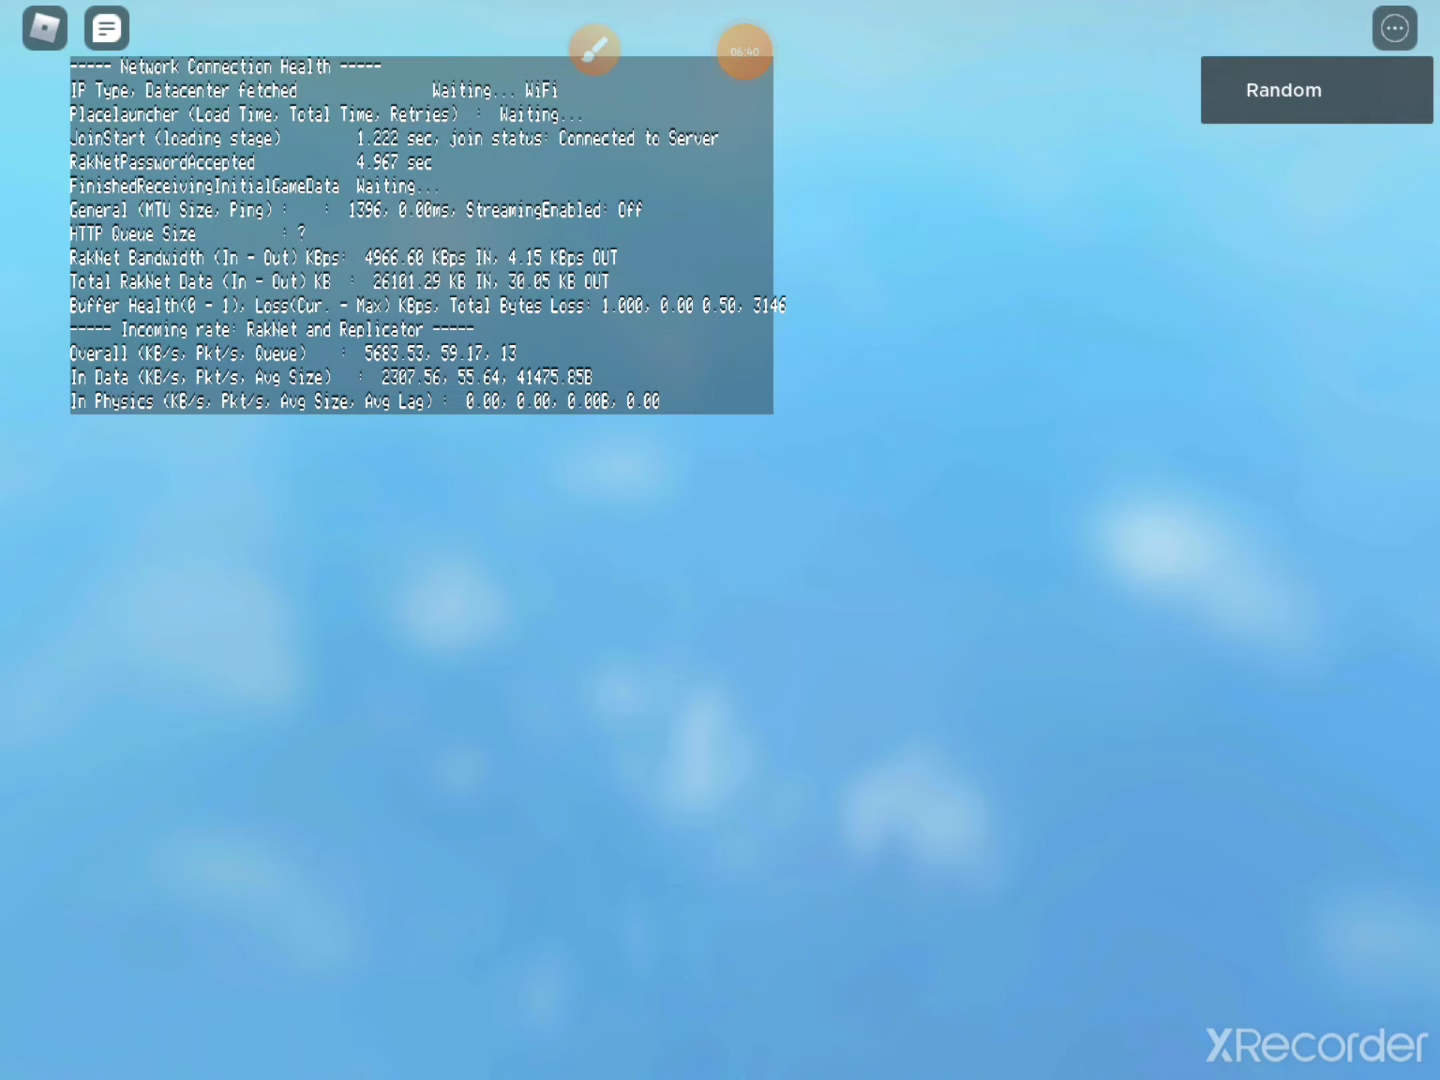 06:40
----- Network Connection Health -----
IP Type, Datacenter fetched Waiting... WiFi
Random
Placelauncher (Load Time, Total Time, Retries) : Waiting...
JoinStart (loading stage) 1.222 sec, join status: Connected to Server
RakNetPasswordAccepted 4.967 sec
FinishedReceivingInitialGameData Waiting...
General (MTU Size, Ping) : : 1396, 0.00ms, StreamingEnabled: Off
HTTP Queue Size : ?
RakNet Bandwidth (In - Out) KBps: 4966.60 KBps IN, 4.15 KBps OUT
Total RakNet Data (In - Out) KB : 26101.29 KB IN, 30.05 KB OUT
Buffer Health(0 - 1), Loss(Cur. - Max) KBps, Total Bytes Loss: 1.000, 0.00 0.50, 3146
----- Incoming rate: RakNet and Replicator -----
Overall (KB/s, Pkt/s, Queue) : 5683.53, 59.17, 13
In Data (KB/s, Pkt/s, Avg Size) : 2307.56, 55.64, 41475.85B
In Physics (KB/s, Pkt/s, Avg Size, Avg Lag) : 0.00, 0.00, 0.00B, 0.00
XRecorder